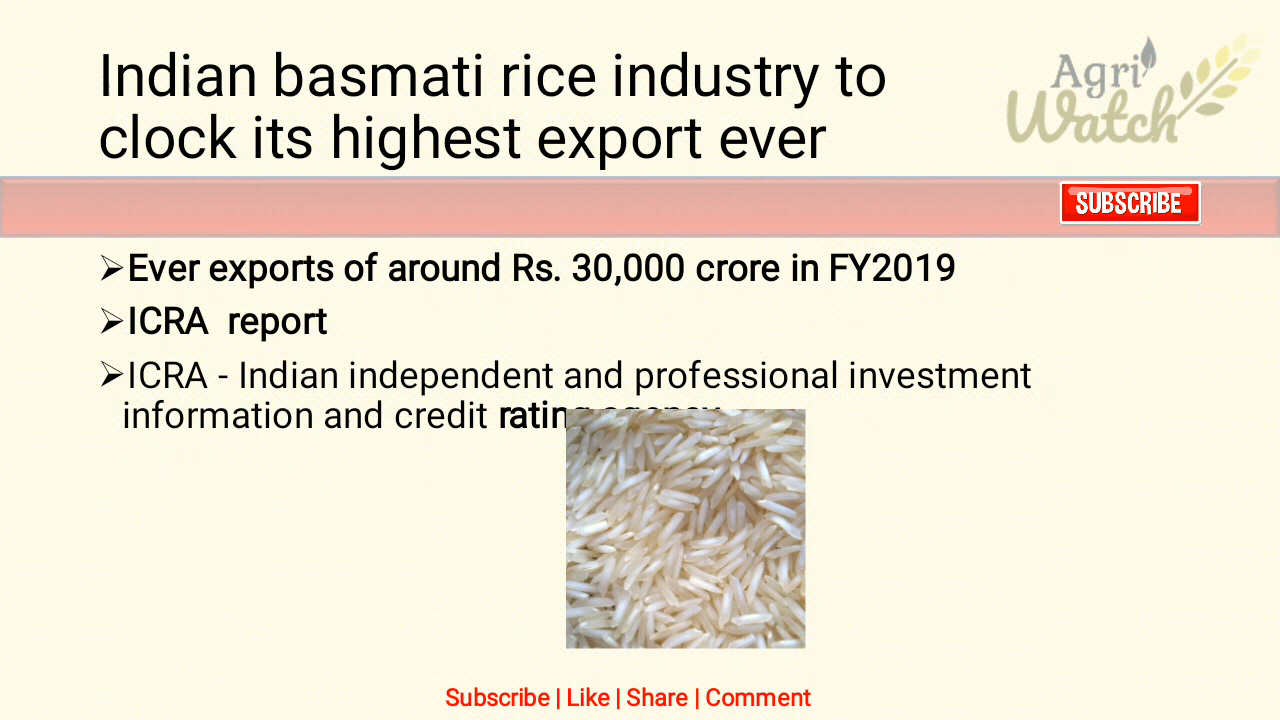 Indian basmati rice industry to
clock its highest export ever
Agri
Watch
SUBSCRIBE
➢Ever exports of around Rs. 30,000 crore in FY2019
➢ICRA  report
➢ICRA - Indian independent and professional investment
information and credit rating agency
Subscribe | Like | Share | Comment